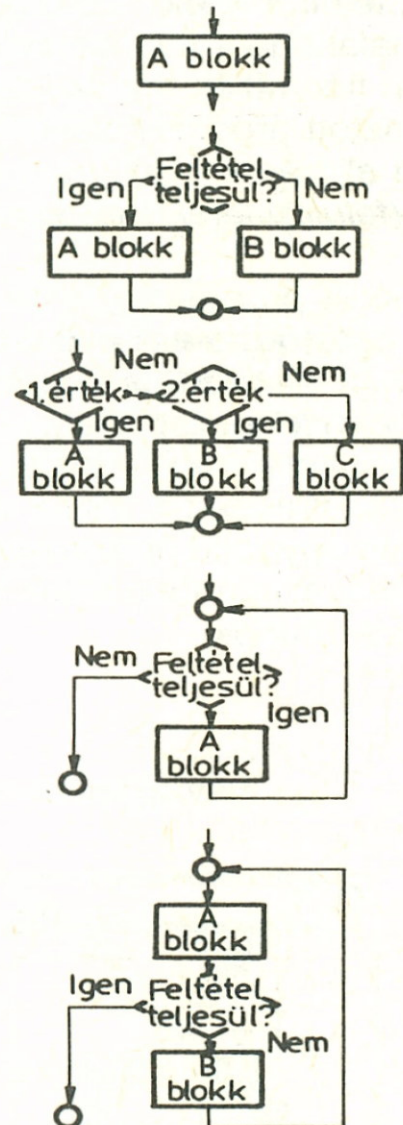 A blokk
Feltétel
Igen teljesül? Nem
A blokk B blokk
Nem Nem
1. érték 2. érték
Igen Igen
A B C
blokk blokk blokk
Nem Feltétel
teljesül?
Igen
A
blokk
A
blokk
Igen Feltétel
teljesül?
Nem
B
blokk